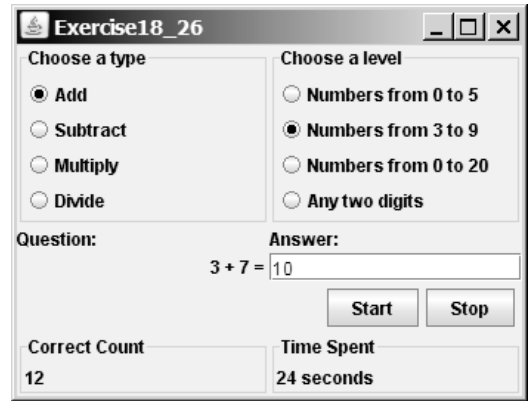 Exercise18_26
Choose a type
Choose a level
Add
Numbers from 0 to 5
Subtract
Numbers from 3 to 9
Multiply
Numbers from 0 to 20
Divide
Any two digits
Question:
Answer:
3 + 7 = 10
Start
Stop
Correct Count
Time Spent
12
24 seconds